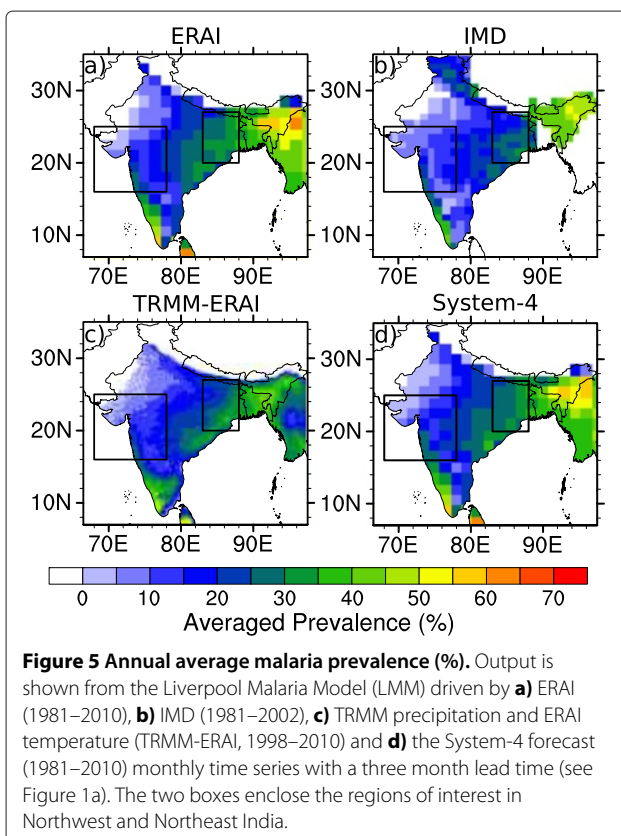 ERAI
IMD
a)
b)
30N
20N
10N
30N
20N
10N
70E 80E 90E
70E 80E 90E
TRMM-ERAI
System-4
c)
d)
30N
20N
10N
30N
20N
10N
70E 80E 90E
70E 80E 90E
0 10 20 30 40 50 60 70
Averaged Prevalence (%)
Figure 5 Annual average malaria prevalence (%). Output is
shown from the Liverpool Malaria Model (LMM) driven by a) ERAI
(1981–2010), b) IMD (1981–2002), c) TRMM precipitation and ERAI
temperature (TRMM-ERAI, 1998–2010) and d) the System-4 forecast
(1981–2010) monthly time series with a three month lead time (see
Figure 1a). The two boxes enclose the regions of interest in
Northwest and Northeast India.